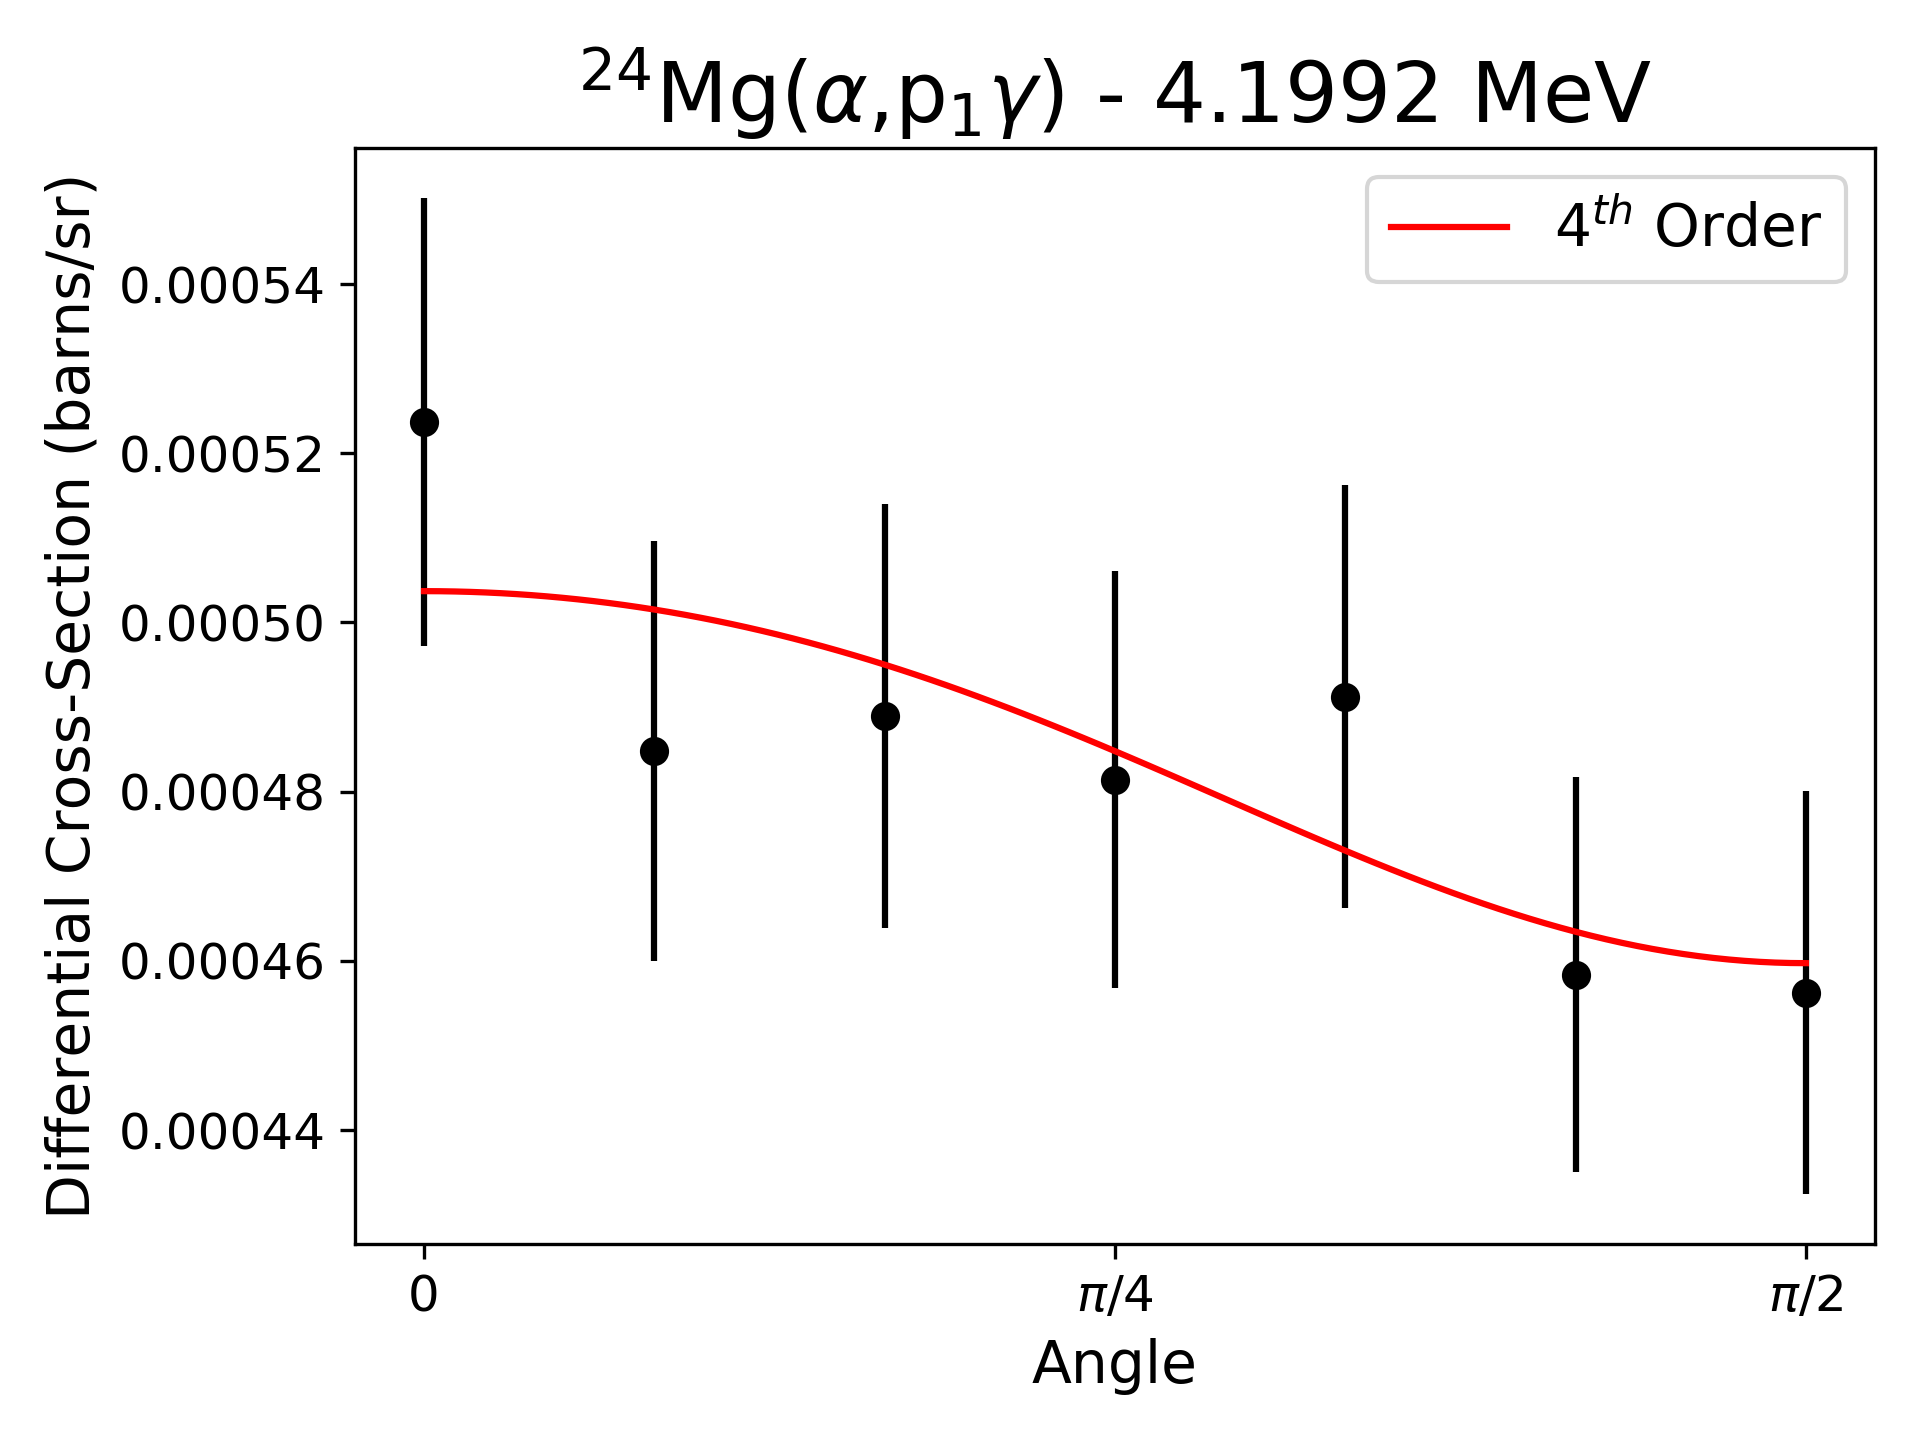 ²⁴Mg(α,p₁γ) - 4.1992 MeV
4ᵗʰ Order
Differential Cross-Section (barns/sr)
0.00054
0.00052
0.00050
0.00048
0.00046
0.00044
0
π/4
π/2
Angle